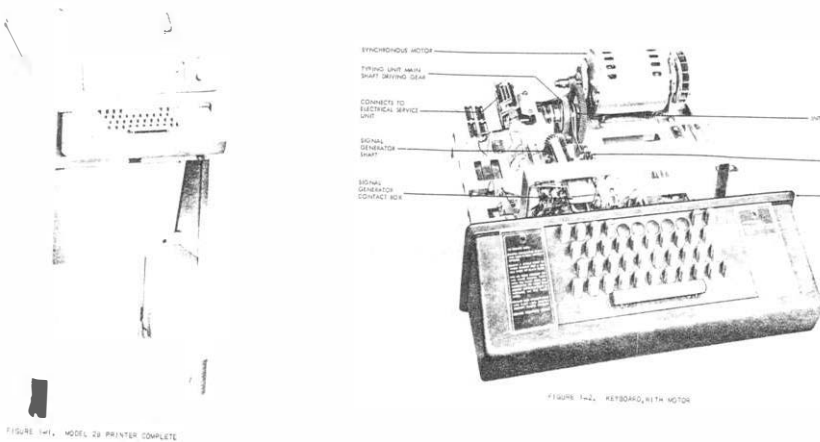 SYNCHRONOUS MOTOR
TYPING UNIT MAIN
SHAFT DRIVING GEAR
CONNECTS TO
ELECTRICAL SERVICE
UNIT
SIGNAL
GENERATOR
SHAFT
SIGNAL
GENERATOR
CONTACT BOX
INT
FIGURE 1-2. KEYBOARD, WITH MOTOR
FIGURE 1-1. MODEL 28 PRINTER COMPLETE